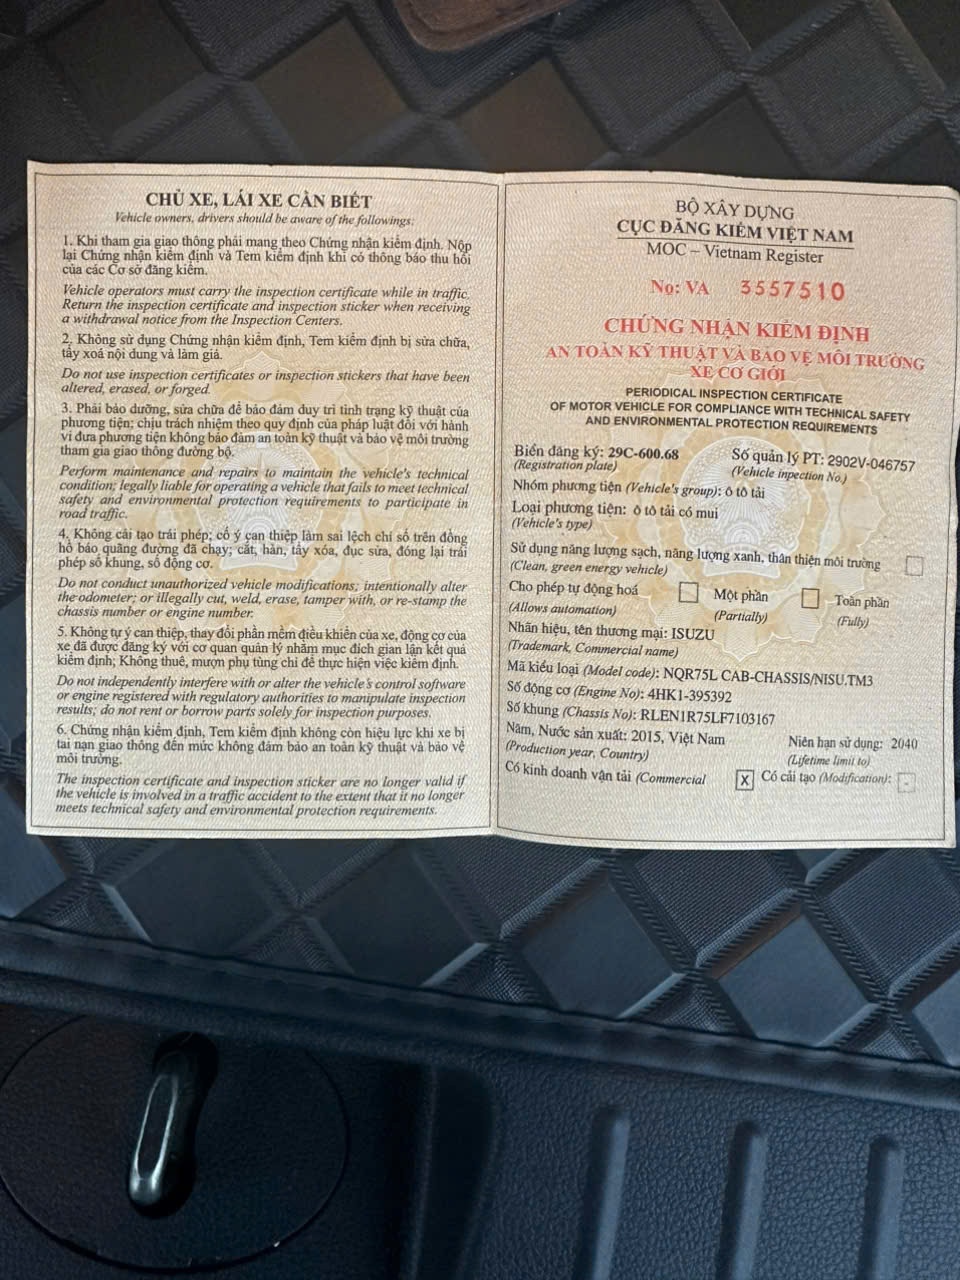 CHỦ XE, LÁI XE CẦN BIẾT
Vehicle owners, drivers should be aware of the followings:
1. Khi tham gia giao thông phải mang theo Chứng nhận kiểm định. Nộp
lại Chứng nhận kiểm định và Tem kiểm định khi có thông báo thu hồi
của các Cơ sở đăng kiểm.
Vehicle operators must carry the inspection certificate while in traffic.
Return the inspection certificate and inspection sticker when receiving
a withdrawal notice from the Inspection Centers.
2. Không sử dụng Chứng nhận kiểm định, Tem kiểm định bị sửa chữa,
tẩy xoá nội dung và làm giả.
Do not use inspection certificates or inspection stickers that have been
altered, erased, or forged.
3. Phải bảo dưỡng, sửa chữa để bảo đảm duy trì tình trạng kỹ thuật của
phương tiện; chịu trách nhiệm theo quy định của pháp luật đối với hành
vi đưa phương tiện không bảo đảm an toàn kỹ thuật và bảo vệ môi trường
tham gia giao thông đường bộ.
Perform maintenance and repairs to maintain the vehicle's technical
condition; legally liable for operating a vehicle that fails to meet technical
safety and environmental protection requirements to participate in
road traffic.
4. Không cải tạo trái phép; cố ý can thiệp làm sai lệch chỉ số trên đồng
hồ báo quãng đường đã chạy; cắt, hàn, tẩy xóa, đục sửa, đóng lại trái
phép số khung, số động cơ.
Do not conduct unauthorized vehicle modifications; intentionally alter
the odometer; or illegally cut, weld, erase, tamper with, or re-stamp the
chassis number or engine number.
5. Không tự ý can thiệp, thay đổi phần mềm điều khiển của xe, động cơ của
xe đã được đăng ký với cơ quan quản lý nhằm mục đích gian lận kết quả
kiểm định; Không thuê, mượn phụ tùng chỉ để thực hiện việc kiểm định.
Do not independently interfere with or alter the vehicle's control software
or engine registered with regulatory authorities to manipulate inspection
results; do not rent or borrow parts solely for inspection purposes.
6. Chứng nhận kiểm định, Tem kiểm định không còn hiệu lực khi xe bị
tai nạn giao thông đến mức không đảm bảo an toàn kỹ thuật và bảo vệ
môi trường.
The inspection certificate and inspection sticker are no longer valid if
the vehicle is involved in a traffic accident to the extent that it no longer
meets technical safety and environmental protection requirements.
BỘ XÂY DỰNG
CỤC ĐĂNG KIỂM VIỆT NAM
MOC – Vietnam Register
No: VA 3557510
CHỨNG NHẬN KIỂM ĐỊNH
AN TOÀN KỸ THUẬT VÀ BẢO VỆ MÔI TRƯỜNG
XE CƠ GIỚI
PERIODICAL INSPECTION CERTIFICATE
OF MOTOR VEHICLE FOR COMPLIANCE WITH TECHNICAL SAFETY
AND ENVIRONMENTAL PROTECTION REQUIREMENTS
Biển đăng ký: 29C-600.68 Số quản lý PT: 2902V-046757
(Registration plate) (Vehicle inpection No.)
Nhóm phương tiện (Vehicle's group): ô tô tải
Loại phương tiện: ô tô tải có mui
(Vehicle's type)
Sử dụng năng lượng sạch, năng lượng xanh, thân thiện môi trường
(Clean, green energy vehicle)
Cho phép tự động hoá Một phần Toàn phần
(Allows automation) (Partially) (Fully)
Nhãn hiệu, tên thương mại: ISUZU
(Trademark, Commercial name)
Mã kiểu loại (Model code): NQR75L CAB-CHASSIS/NISU.TM3
Số động cơ (Engine No): 4HK1-395392
Số khung (Chassis No): RLEN1R75LF7103167
Năm, Nước sản xuất: 2015, Việt Nam Niên hạn sử dụng: 2040
(Production year, Country) (Lifetime limit to)
Có kinh doanh vận tải (Commercial X Có cải tạo (Modification): -